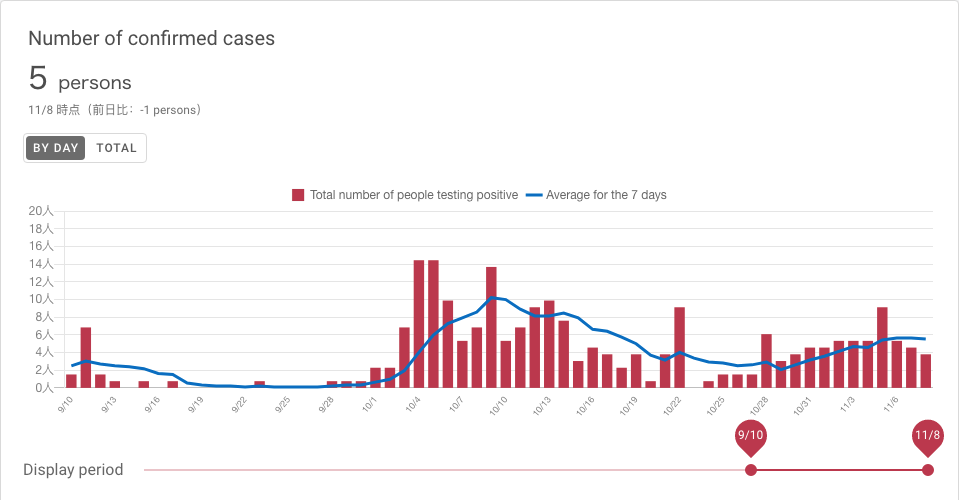 Number of confirmed cases
5 persons
11/8 時点（前日比：-1 persons）
BY DAY TOTAL
Total number of people testing positive Average for the 7 days
20人
18人
16人
14人
12人
10人
8人
6人
4人
2人
0人
9/10 9/13 9/16 9/19 9/22 9/25 9/28 10/1 10/4 10/7 10/10 10/13 10/16 10/19 10/22 10/25 10/28 10/31 11/3 11/6
9/10 11/8
Display period